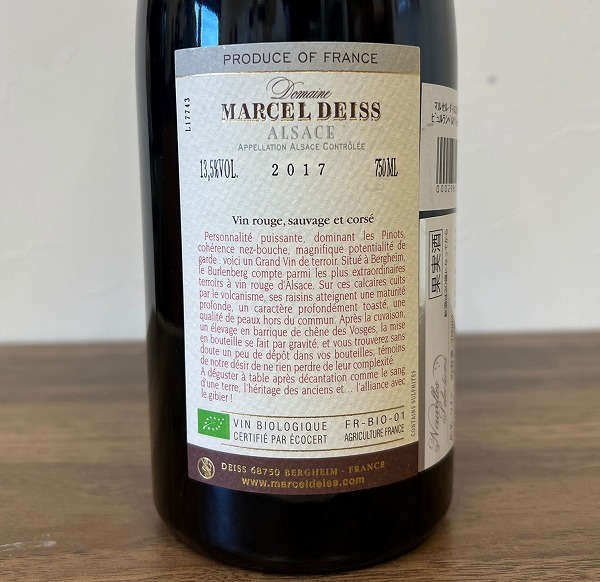 PRODUCE OF FRANCE
Domaine
MARCEL DEISS
ALSACE
APPELLATION ALSACE CONTRÔLÉE
13,5%VOL. 2017 750ML
Vin rouge, sauvage et corsé
Personnalité puissante, dominant les Pinots,
cohérence nez-bouche, magnifique potentialité de
garde : voici un Grand Vin de terroir. Situé à Bergheim,
le Burlenberg compte parmi les plus extraordinaires
terroirs à vin rouge d'Alsace. Sur ces calcaires cuits
par le volcanisme, ses raisins atteignent une maturité
profonde, un caractère profondément toasté, une
qualité de peaux hors du commun. Après la cuvaison,
un élevage en barrique de chêne des Vosges, la mise
en bouteille se fait par gravité, et vous trouverez sans
doute un peu de dépôt dans vos bouteilles, témoins
de notre désir de ne rien perdre de leur complexité.
A déguster à table après décantation comme le sang
d'une terre, l'héritage des anciens et... l'alliance avec
le gibier !
VIN BIOLOGIQUE FR-BIO-01
CERTIFIÉ PAR ÉCOCERT AGRICULTURE FRANCE
DEISS 68750 BERGHEIM - FRANCE
www.marceldeiss.com
L17743
CONTAINS SULPHITES
マルセル・ダイス
果実酒